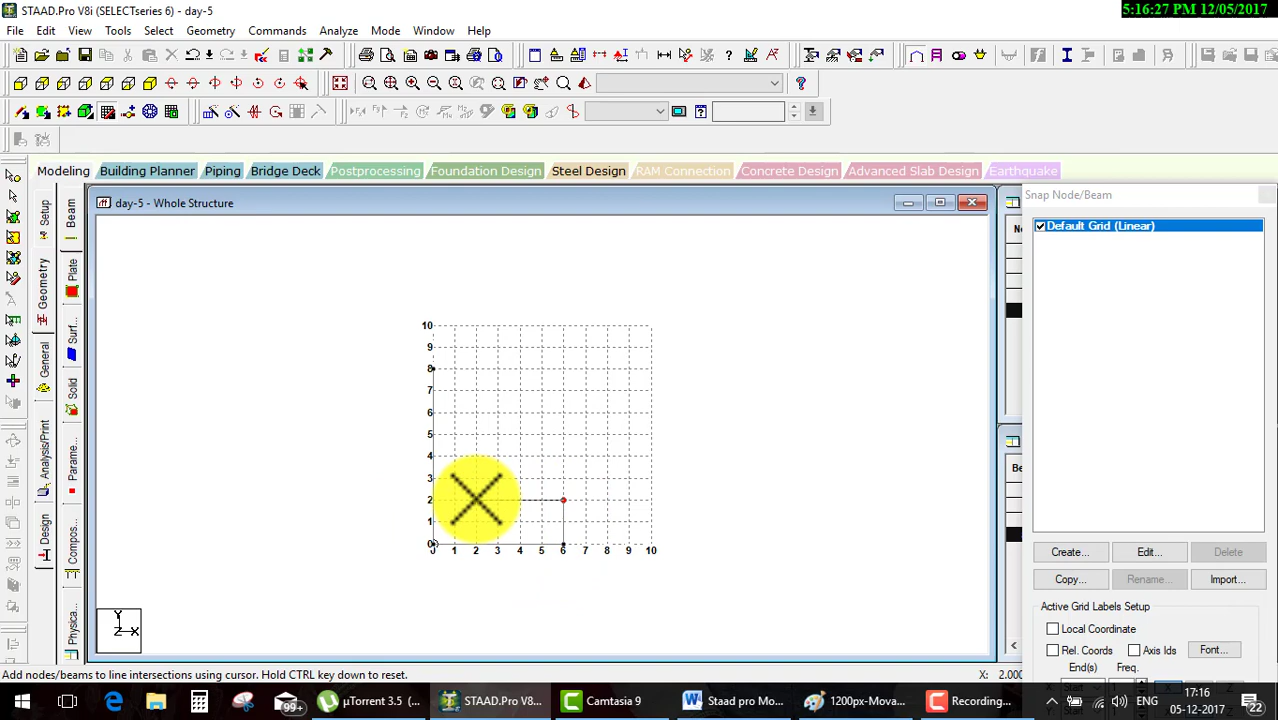 STAAD.Pro V8i (SELECTseries 6) - day-5
5:16:27 PM 12/05/2017
File Edit View Tools Select Geometry Commands Analyze Mode Window Help
Modeling Building Planner Piping Bridge Deck Postprocessing Foundation Design Steel Design RAM Connection Concrete Design Advanced Slab Design Earthquake
day-5 - Whole Structure
Snap Node/Beam
Default Grid (Linear)
Setup
Geometry
General
Analysis/Print
Design
Beam
Plate
Surf...
Solid
Parame...
Compos...
Physica...
10
9
8
7
6
5
4
3
2
1
0
0 1 2 3 4 5 6 7 8 9 10
Y
Z X
Create... Edit... Delete
Copy... Rename... Import...
Active Grid Labels Setup
Local Coordinate
Rel. Coords Axis Ids Font...
End(s) Freq.
X Start 1 X Y Z
Add nodes/beams to line intersections using cursor. Hold CTRL key down to reset.
X: 2.000
99+
µTorrent 3.5 (...
STAAD.Pro V8...
Camtasia 9
Staad pro Mo...
1200px-Mova...
Recording...
ENG
17:16
05-12-2017
22